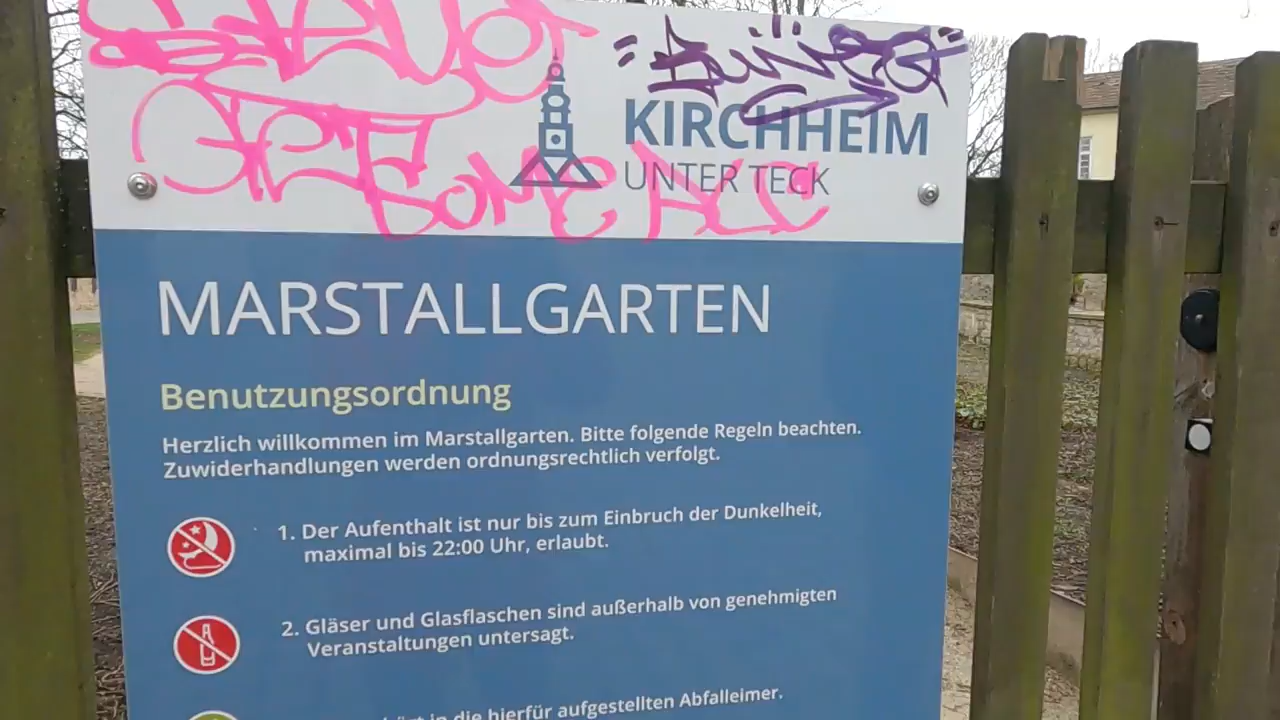 KIRCHHEIM
UNTER TECK
GET
SOME
MARSTALLGARTEN
Benutzungsordnung
Herzlich willkommen im Marstallgarten. Bitte folgende Regeln beachten.
Zuwiderhandlungen werden ordnungsrechtlich verfolgt.
1. Der Aufenthalt ist nur bis zum Einbruch der Dunkelheit,
maximal bis 22:00 Uhr, erlaubt.
2. Gläser und Glasflaschen sind außerhalb von genehmigten
Veranstaltungen untersagt.
in die hierfür aufgestellten Abfalleimer.